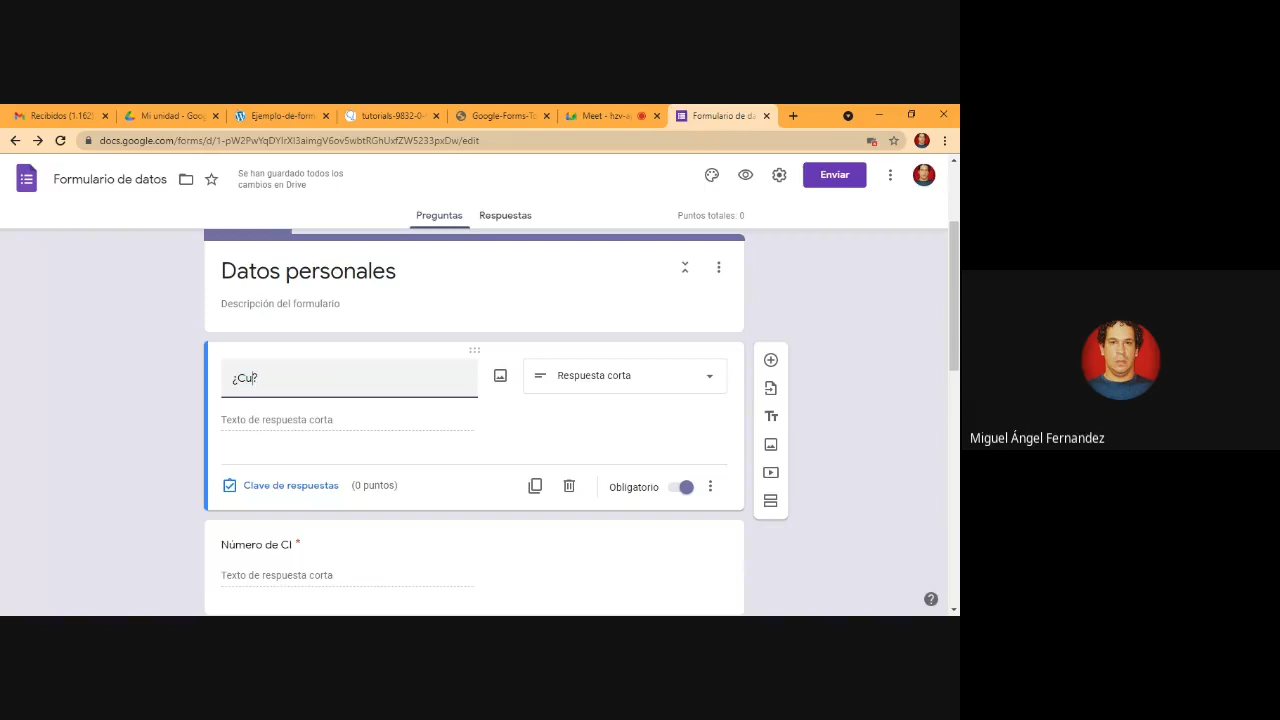 Recibidos (1.162)
Mi unidad - Goog
Ejemplo-de-form
tutorials-9832-0-
Google-Forms-Tu
Meet - hzv-a
Formulario de da
docs.google.com/forms/d/1-pW2PwYqDYIrXl3aimgV6ov5wbtRGhUxfZW5233pxDw/edit
Formulario de datos
Se han guardado todos los
cambios en Drive
Enviar
Preguntas
Respuestas
Puntos totales: 0
Datos personales
Descripción del formulario
¿Cu?
Respuesta corta
Texto de respuesta corta
Clave de respuestas
(0 puntos)
Obligatorio
Miguel Ángel Fernandez
Número de CI *
Texto de respuesta corta